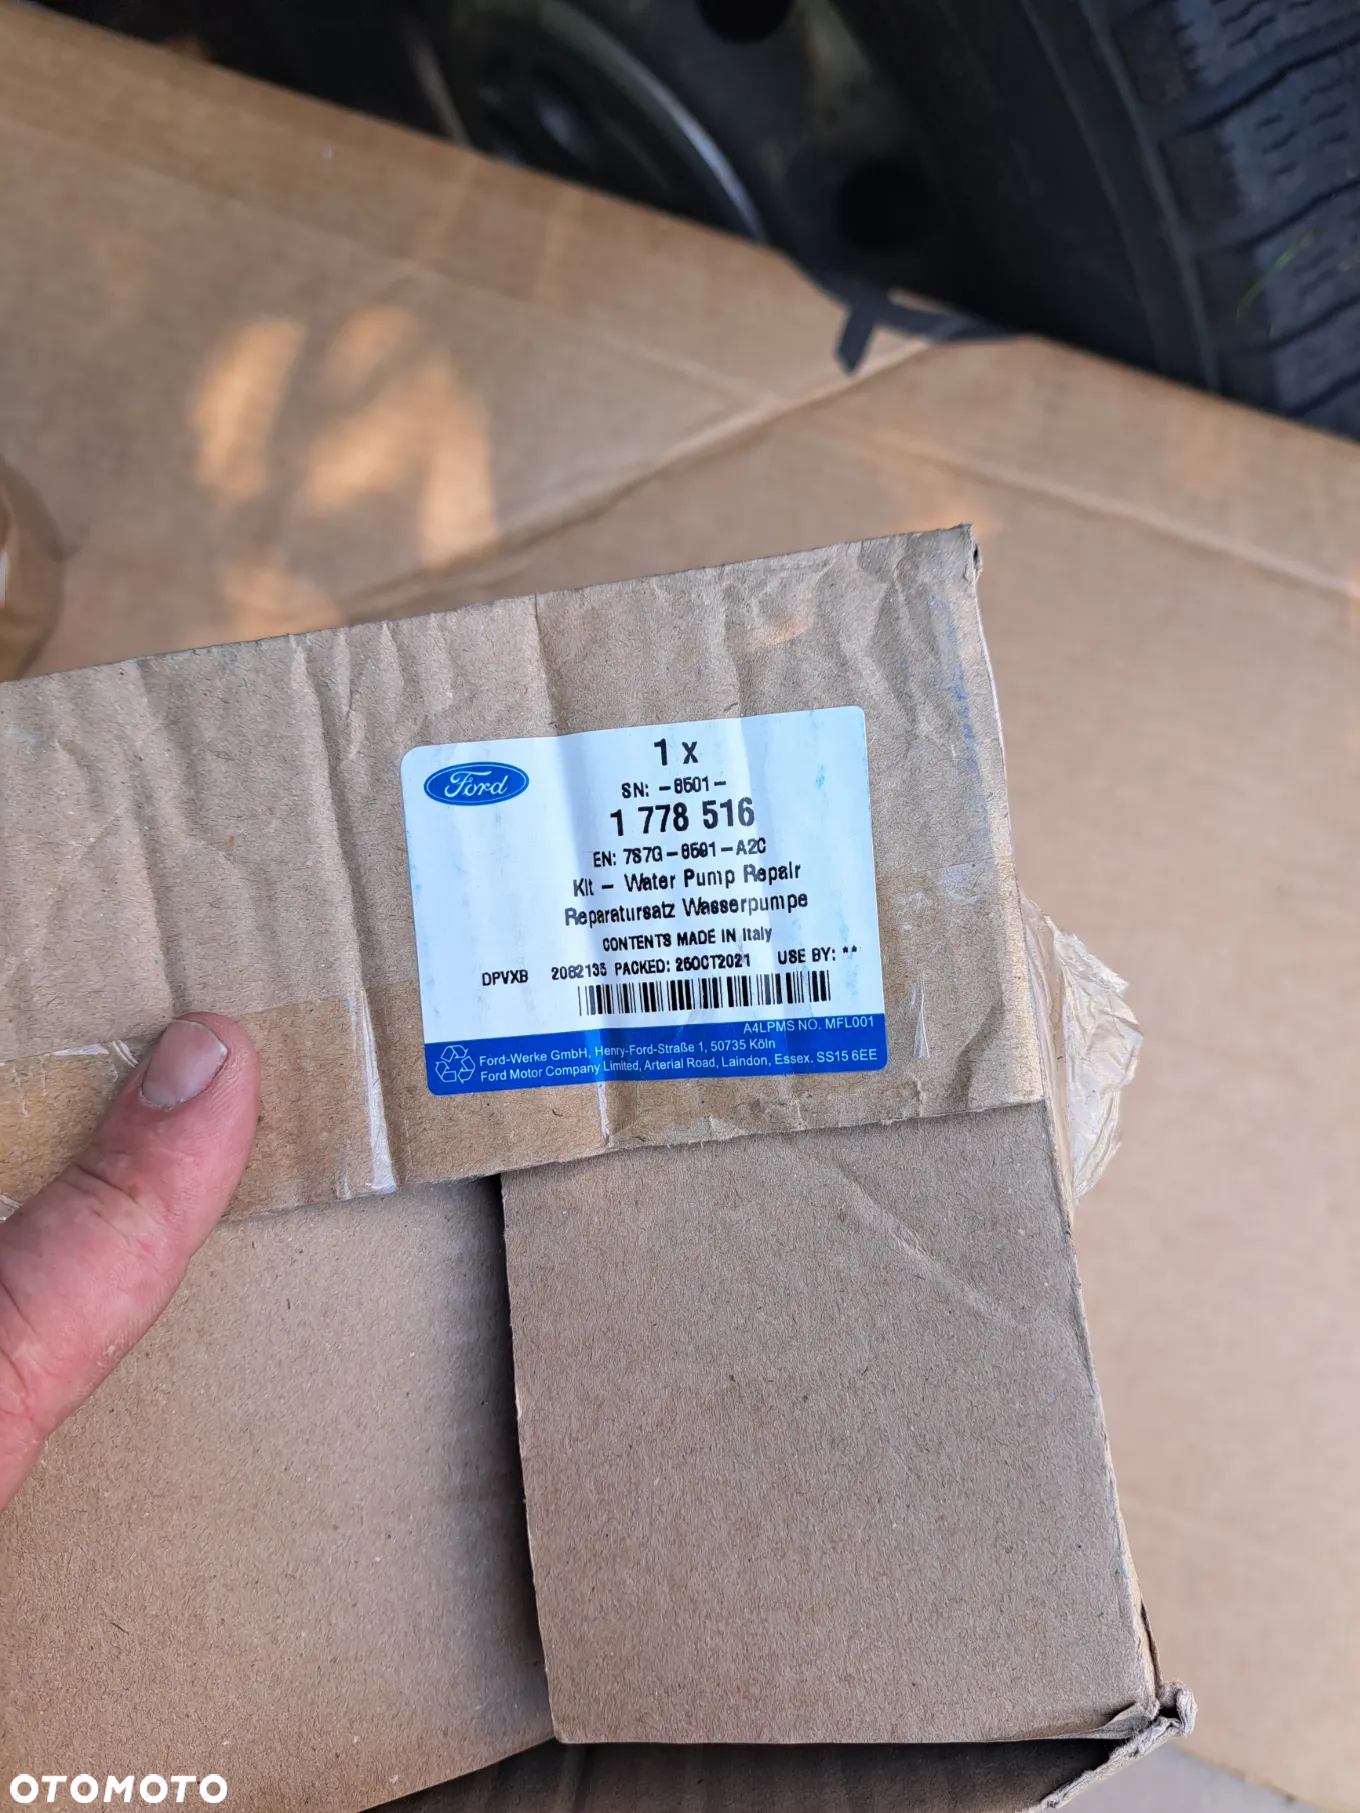 Ford
1 x
SN: -8501-
1 778 516
EN: 7S7G-8591-A2C
Kit - Water Pump Repair
Reparatursatz Wasserpumpe
CONTENTS MADE IN Italy
DPVXB 2082135 PACKED: 26OCT2021 USE BY: **
A4LPMS NO. MFL001
Ford-Werke GmbH, Henry-Ford-Straße 1, 50735 Köln
Ford Motor Company Limited, Arterial Road, Laindon, Essex. SS15 6EE
OTOMOTO